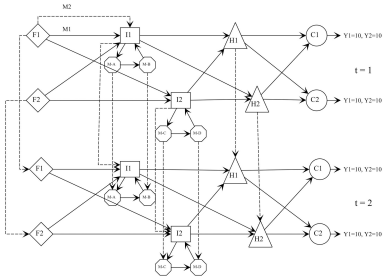 M2
M1
F1
I1
H1
C1
Y1=10, Y2=10
M-A
M-B
t = 1
F2
I2
H2
C2
Y1=10, Y2=10
M-C
M-D
F1
I1
H1
C1
Y1=10, Y2=10
M-A
M-B
t = 2
F2
I2
H2
C2
Y1=10, Y2=10
M-C
M-D